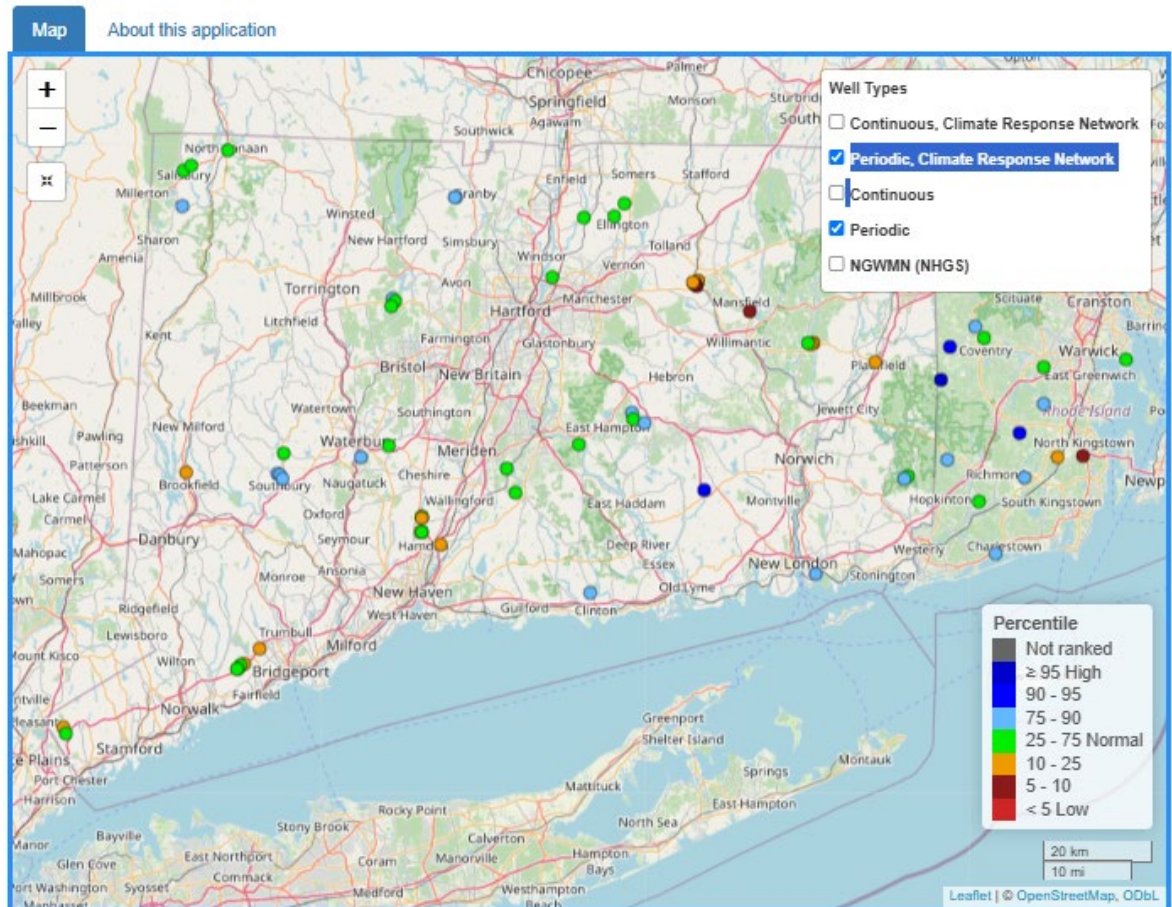 Map
About this application
+
−
Well Types
Continuous, Climate Response Network
Periodic, Climate Response Network
Continuous
Periodic
NGWMN (NHGS)
Chicopee
Palmer
Springfield
Monson
Agawam
Southwick
North Canaan
Salisbury
Millerton
Granby
Enfield
Somers
Stafford
Sharon
Winsted
Ellington
New Hartford
Simsbury
Amenia
Tolland
Windsor
Vernon
Torrington
Avon
Millbrook
Manchester
Mansfield
Scituate
Cranston
Hartford
Litchfield
Kent
Farmington
Glastonbury
Willimantic
Coventry
Warwick
Bristol
New Britain
Plainfield
East Greenwich
Hebron
Beekman
Watertown
Southington
Jewett City
Rhode Island
Pawling
New Milford
East Hampton
Waterbury
Meriden
North Kingstown
Patterson
Norwich
Brookfield
Southbury
Naugatuck
Cheshire
Richmond
Lake Carmel
Wallingford
East Haddam
Montville
Hopkinton
South Kingstown
Carmel
Oxford
Danbury
Seymour
Hamden
Deep River
Mahopac
Essex
Westerly
Charlestown
Somers
Monroe
Ansonia
New London
Stonington
New Haven
Old Lyme
Ridgefield
West Haven
Guilford
Clinton
Lewisboro
Trumbull
Milford
Mount Kisco
Wilton
Bridgeport
Fairfield
Norwalk
Stamford
Port Chester
Harrison
Greenport
Shelter Island
Montauk
Springs
Mattituck
East Hampton
Rocky Point
North Sea
Stony Brook
Bayville
Calverton
Hampton
Bays
East Northport
Coram
Manorville
Glen Cove
Commack
Port Washington
Syosset
Medford
Westhampton
Beach
Percentile
Not ranked
≥ 95 High
90 - 95
75 - 90
25 - 75 Normal
10 - 25
5 - 10
< 5 Low
20 km
10 mi
Leaflet | © OpenStreetMap, ODbL